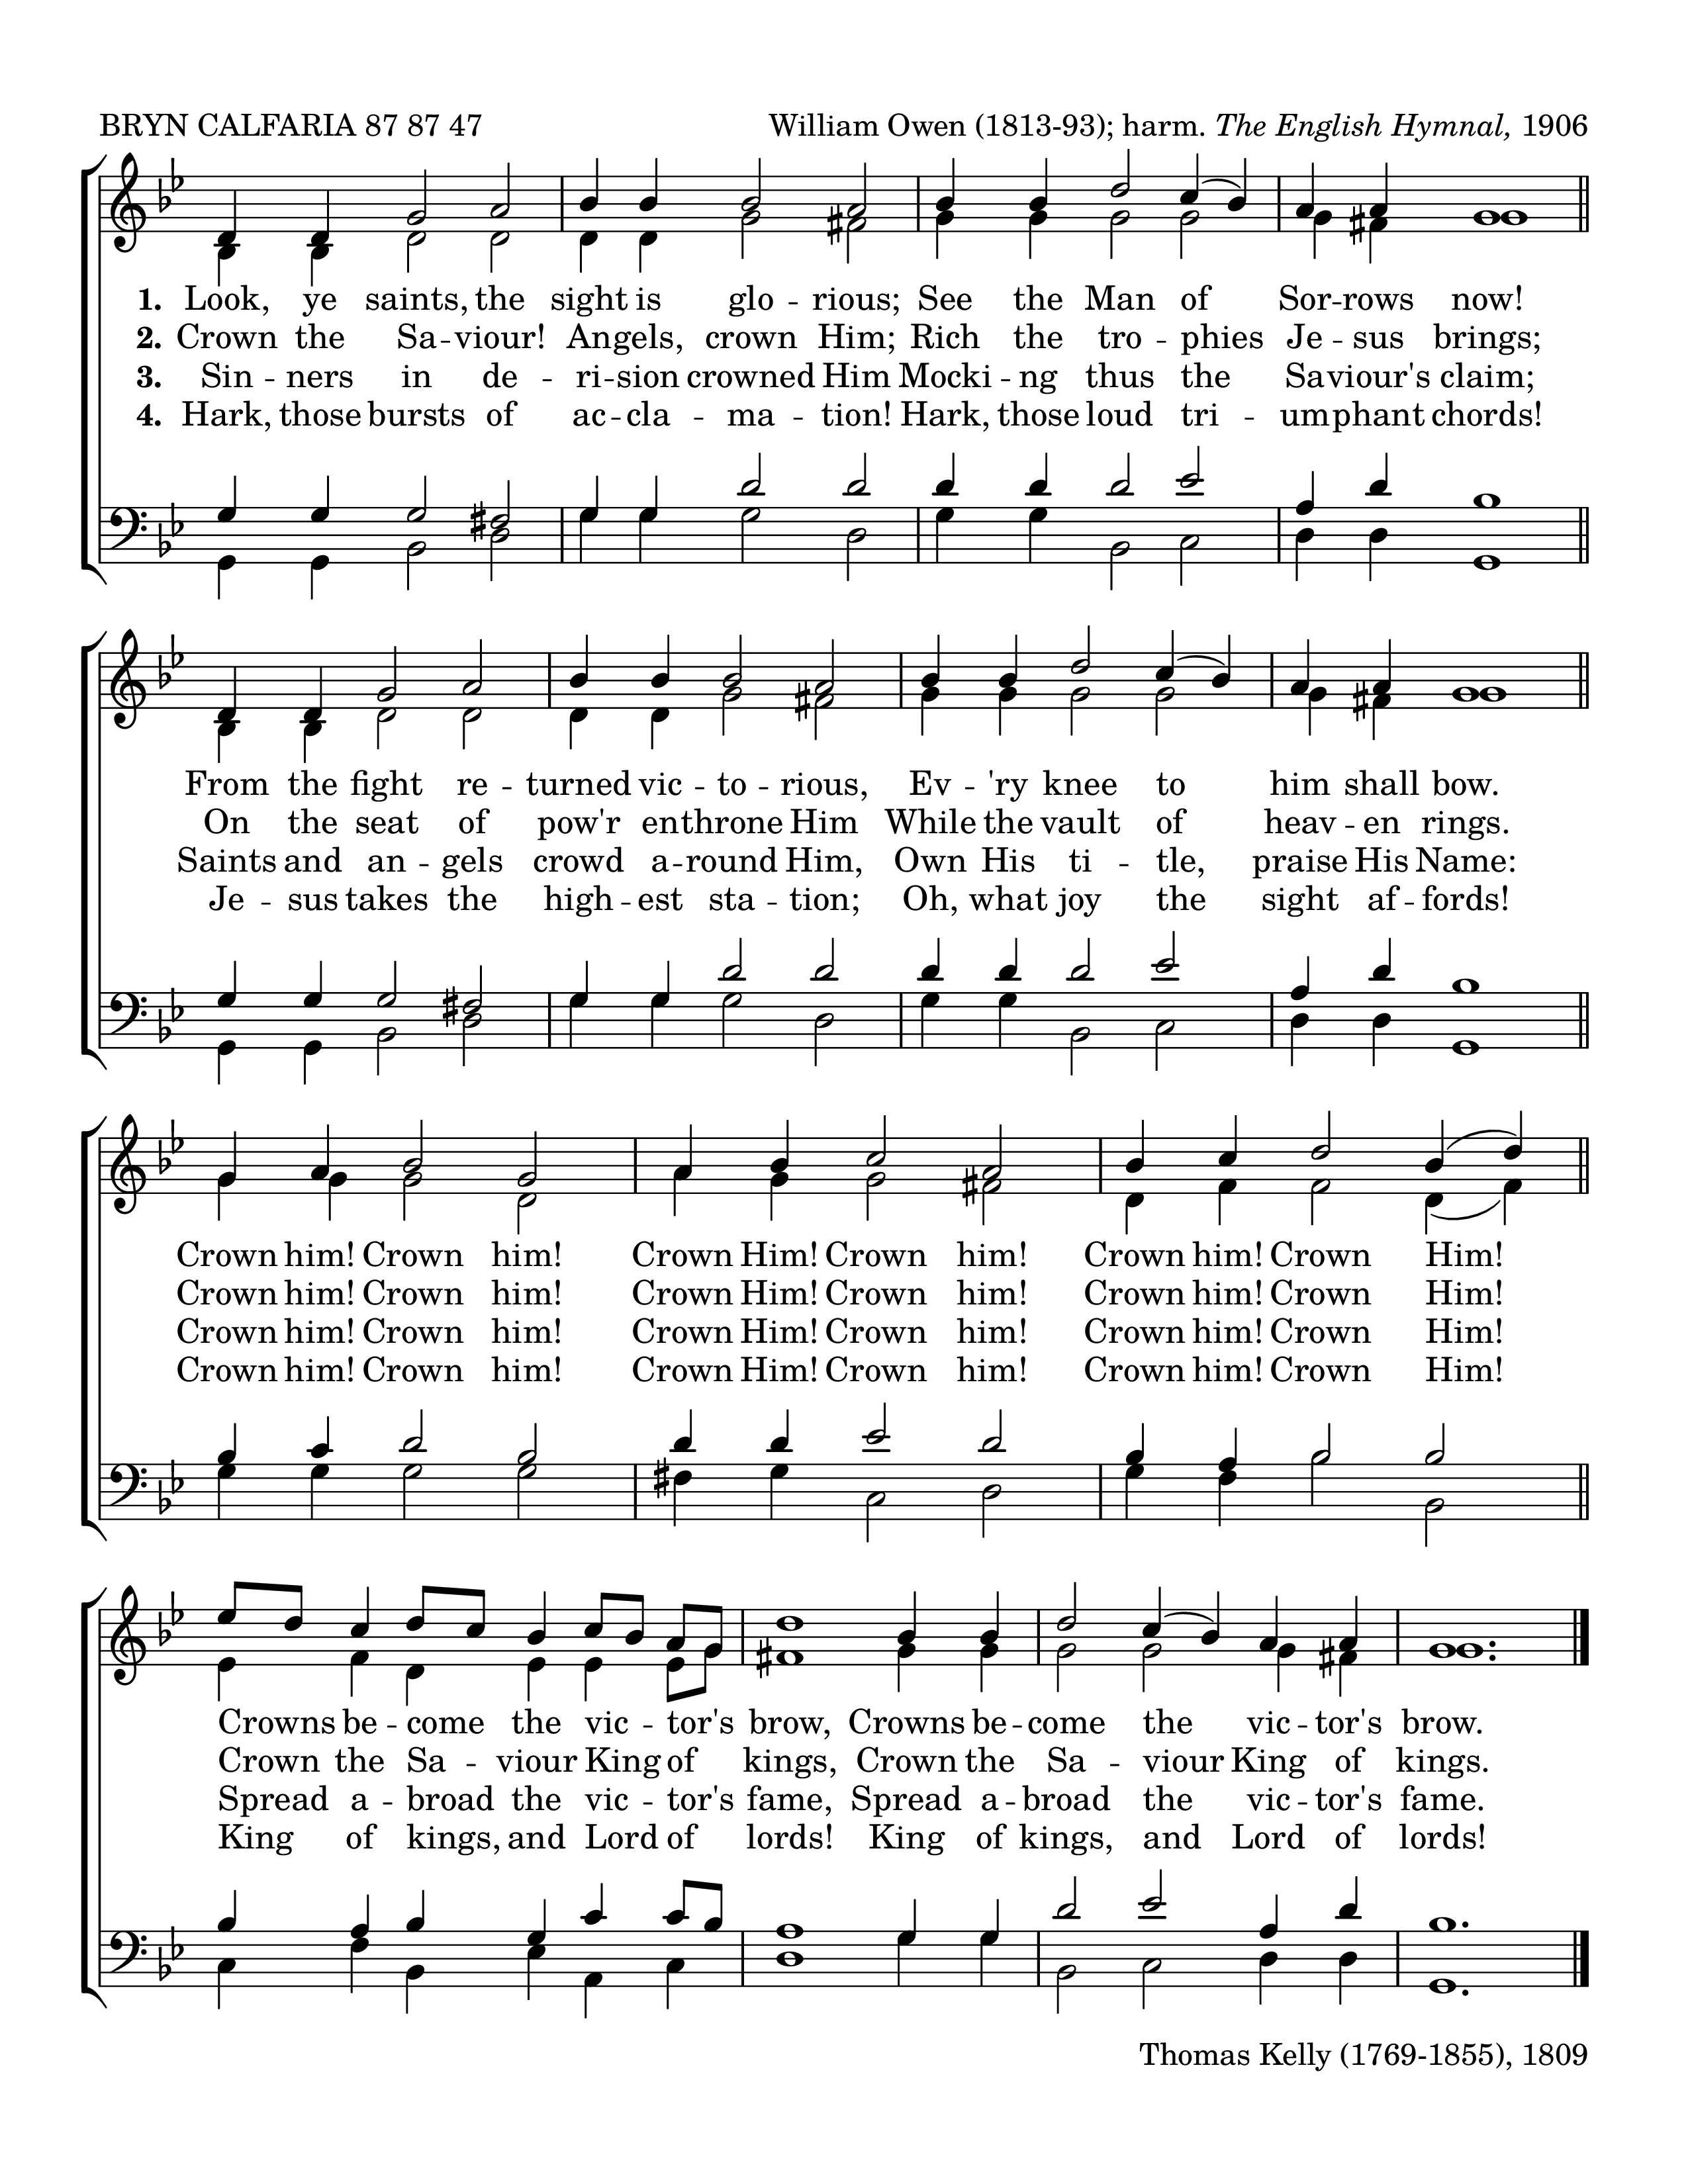 BRYN CALFARIA 87 87 47 William Owen (1813-93); harm. The English Hymnal, 1906
1. Look, ye saints, the sight is glo -- rious; See the Man of Sor -- rows now!
2. Crown the Sa -- viour! Angels, crown Him; Rich the tro -- phies Je -- sus brings;
3. Sin -- ners in de -- ri -- sion crowned Him Mocki -- ng thus the Saviour's claim;
4. Hark, those bursts of ac -- cla -- ma -- tion! Hark, those loud tri -- umphant chords!
From the fight re -- turned vic -- to -- rious, Ev -- 'ry knee to him shall bow.
On the seat of pow'r enthrone Him While the vault of heav -- en rings.
Saints and an -- gels crowd a -- round Him, Own His ti -- tle, praise His Name:
Je -- sus takes the high -- est sta -- tion; Oh, what joy the sight af -- fords!
Crown him! Crown him! Crown Him! Crown him! Crown him! Crown Him!
Crown him! Crown him! Crown Him! Crown him! Crown him! Crown Him!
Crown him! Crown him! Crown Him! Crown him! Crown him! Crown Him!
Crown him! Crown him! Crown Him! Crown him! Crown him! Crown Him!
Crowns be -- come the vic -- tor's brow, Crowns be -- come the vic -- tor's brow.
Crown the Sa -- viour King of kings, Crown the Sa -- viour King of kings.
Spread a -- broad the vic -- tor's fame, Spread a -- broad the vic -- tor's fame.
King of kings, and Lord of lords! King of kings, and Lord of lords!
Thomas Kelly (1769-1855), 1809